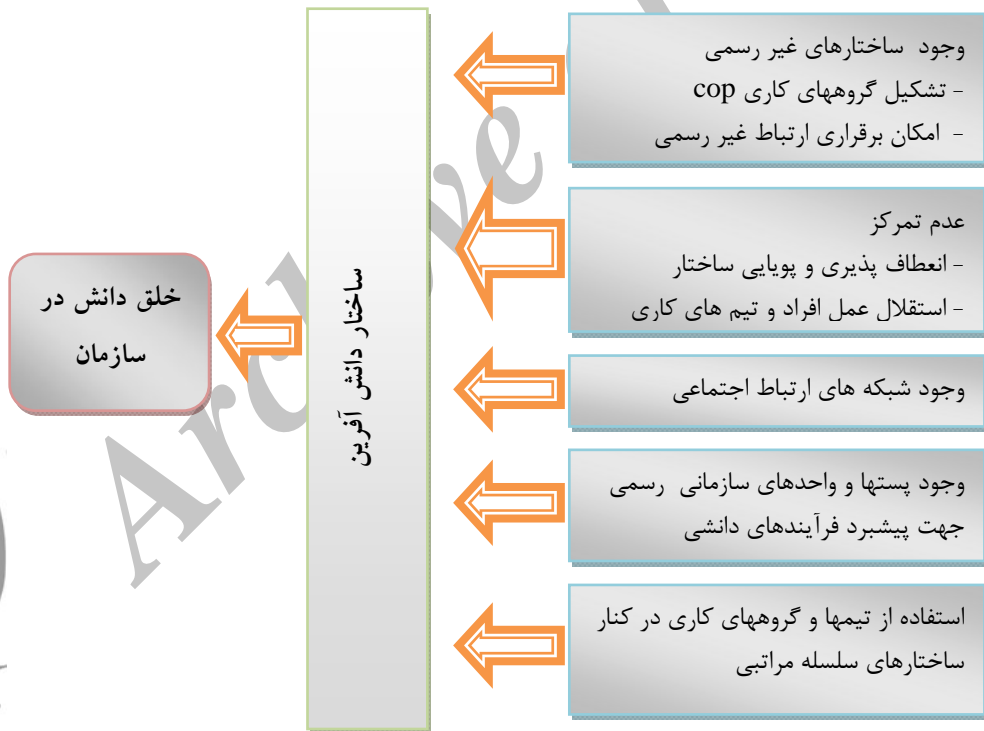 وجود ساختارهای غیر رسمی
- تشکیل گروههای کاری cop
- امکان برقراری ارتباط غیر رسمی
عدم تمرکز
- انعطاف پذیری و پویایی ساختار
- استقلال عمل افراد و تیم های کاری
وجود شبکه های ارتباط اجتماعی
وجود پستها و واحدهای سازمانی رسمی
جهت پیشبرد فرآیندهای دانشی
استفاده از تیمها و گروههای کاری در کنار
ساختارهای سلسله مراتبی
ساختار دانش آفرین
خلق دانش در
سازمان